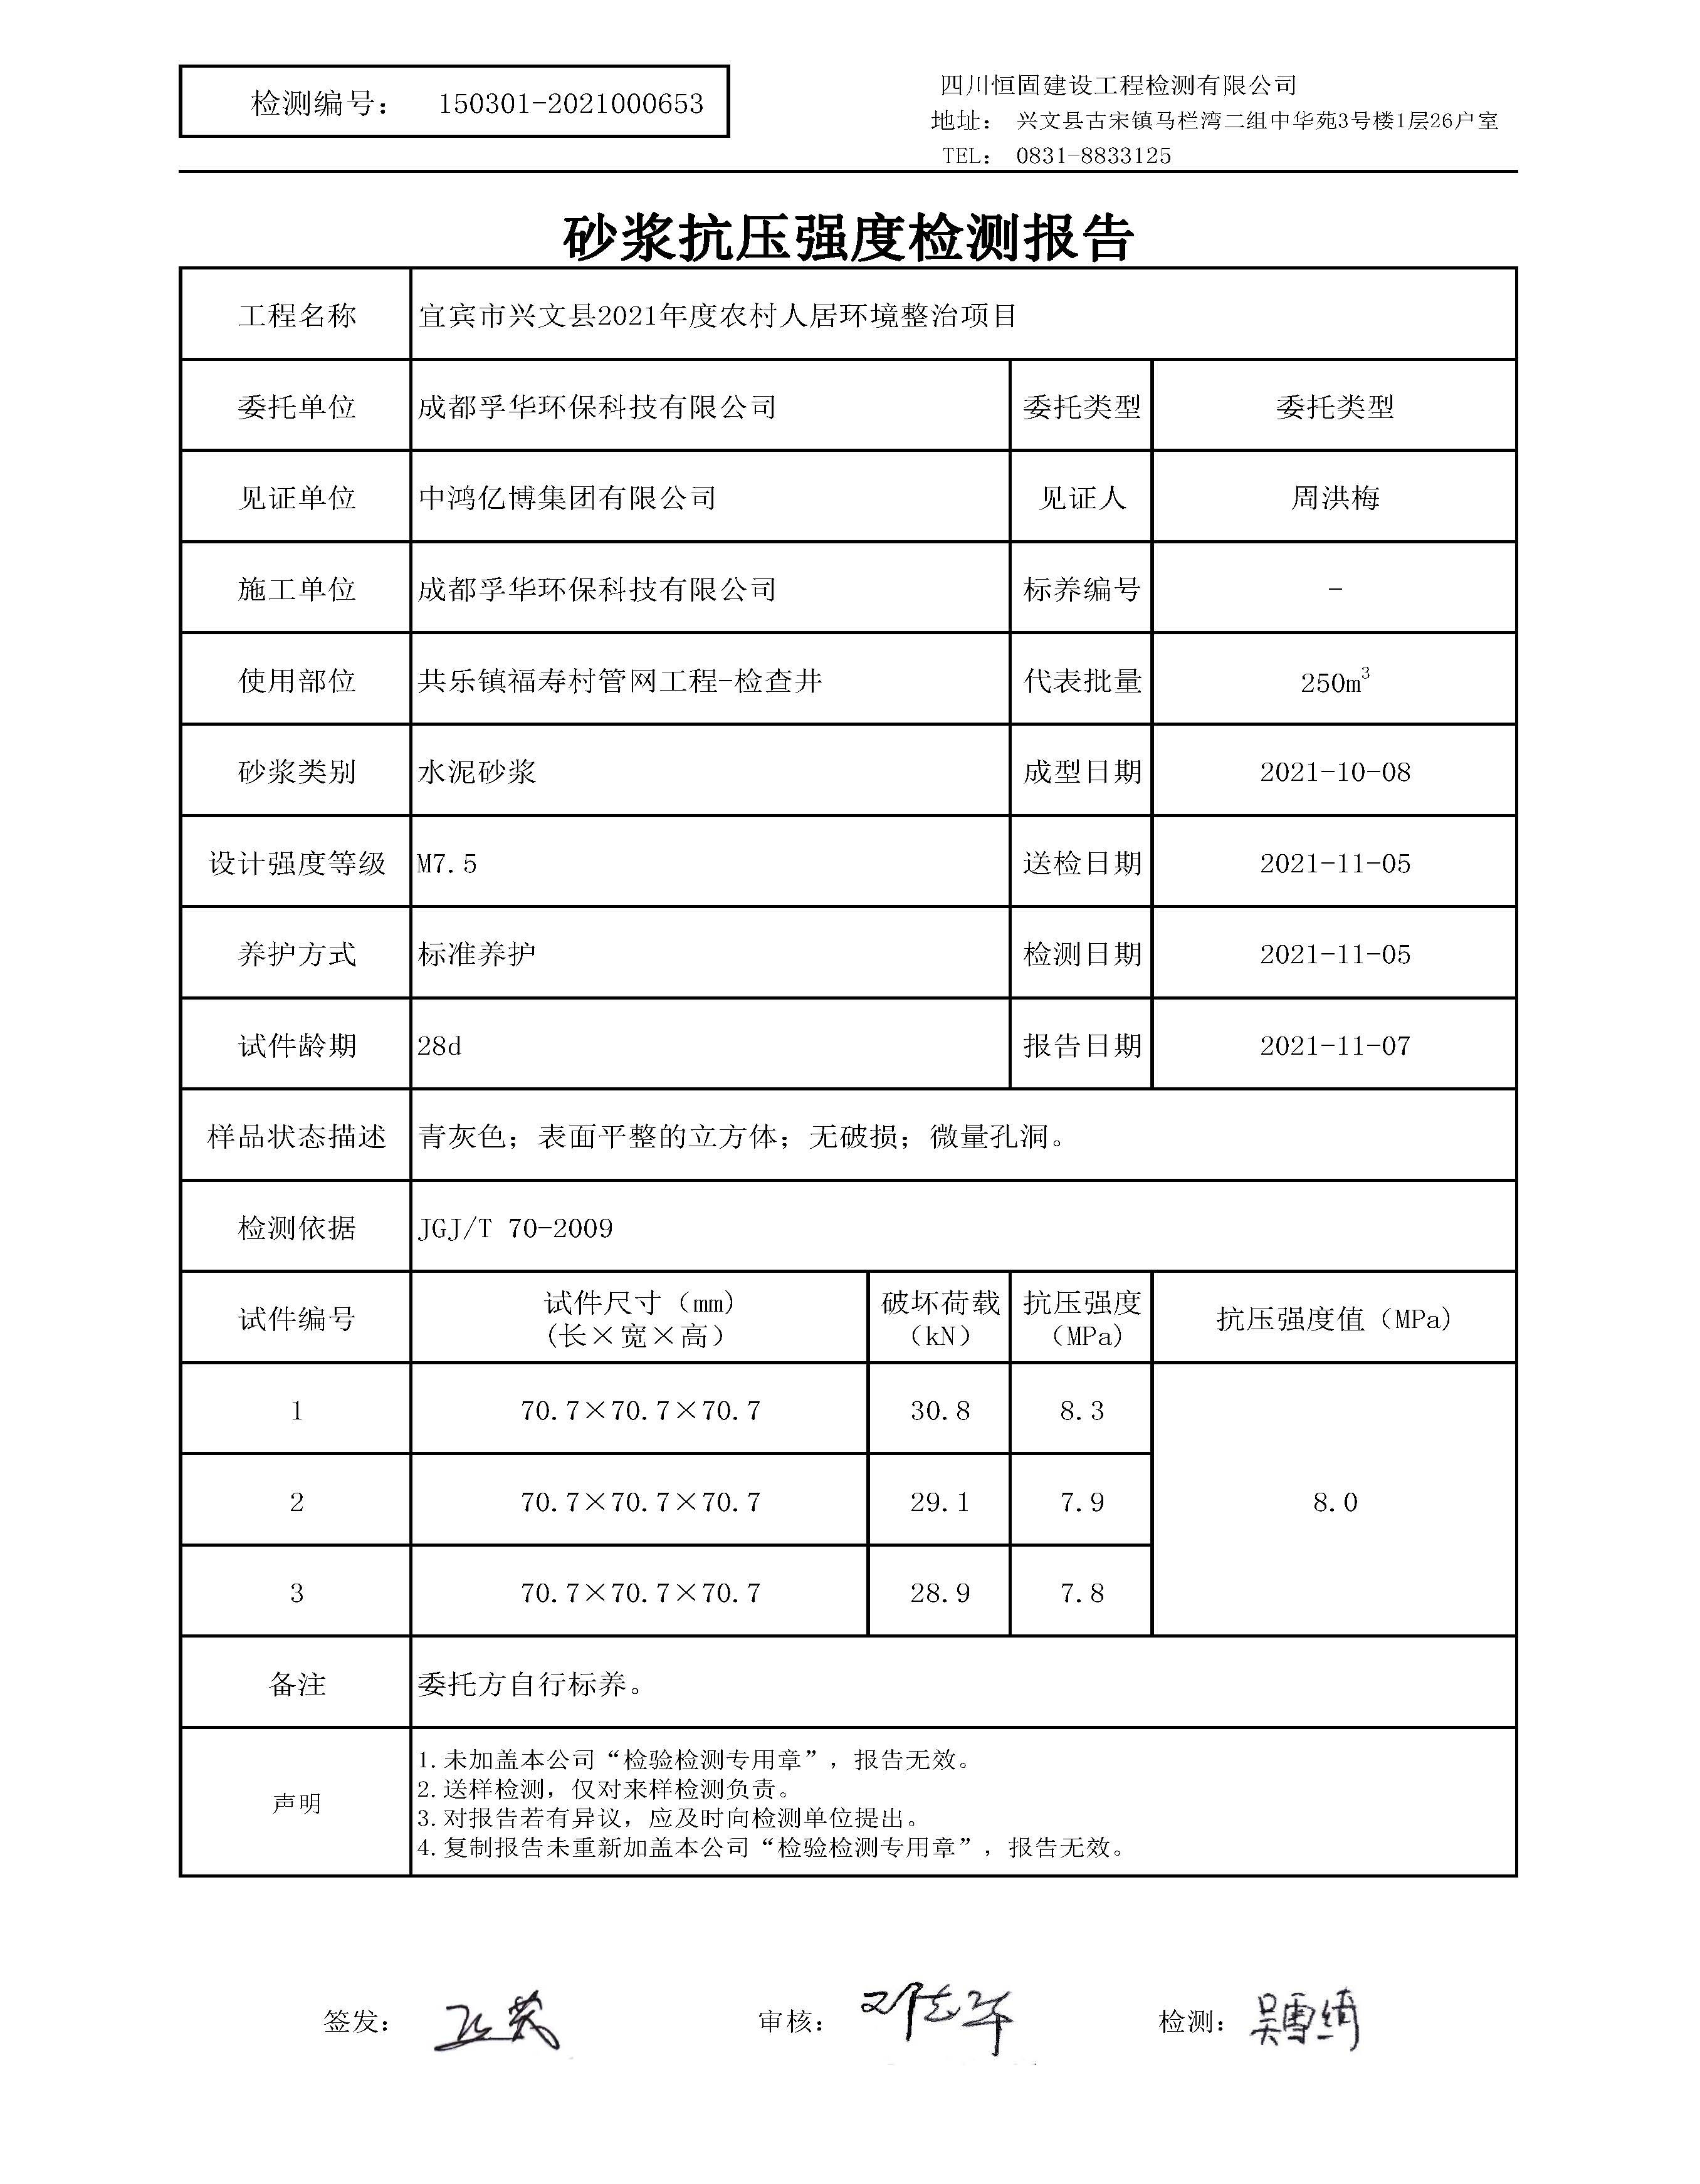 检测编号： 150301-2021000653
四川恒固建设工程检测有限公司
地址： 兴文县古宋镇马栏湾二组中华苑3号楼1层26户室
TEL： 0831-8833125
砂浆抗压强度检测报告
工程名称 宜宾市兴文县2021年度农村人居环境整治项目
委托单位 成都孚华环保科技有限公司 委托类型 委托类型
见证单位 中鸿亿博集团有限公司 见证人 周洪梅
施工单位 成都孚华环保科技有限公司 标养编号 -
使用部位 共乐镇福寿村管网工程-检查井 代表批量 250m³
砂浆类别 水泥砂浆 成型日期 2021-10-08
设计强度等级 M7.5 送检日期 2021-11-05
养护方式 标准养护 检测日期 2021-11-05
试件龄期 28d 报告日期 2021-11-07
样品状态描述 青灰色；表面平整的立方体；无破损；微量孔洞。
检测依据 JGJ/T 70-2009
试件编号 试件尺寸（mm) (长×宽×高） 破坏荷载（kN） 抗压强度（MPa) 抗压强度值（MPa)
1 70.7×70.7×70.7 30.8 8.3
2 70.7×70.7×70.7 29.1 7.9 8.0
3 70.7×70.7×70.7 28.9 7.8
备注 委托方自行标养。
声明
1.未加盖本公司“检验检测专用章”，报告无效。
2.送样检测，仅对来样检测负责。
3.对报告若有异议，应及时向检测单位提出。
4.复制报告未重新加盖本公司“检验检测专用章”，报告无效。
签发： 审核： 检测：吴雪绮